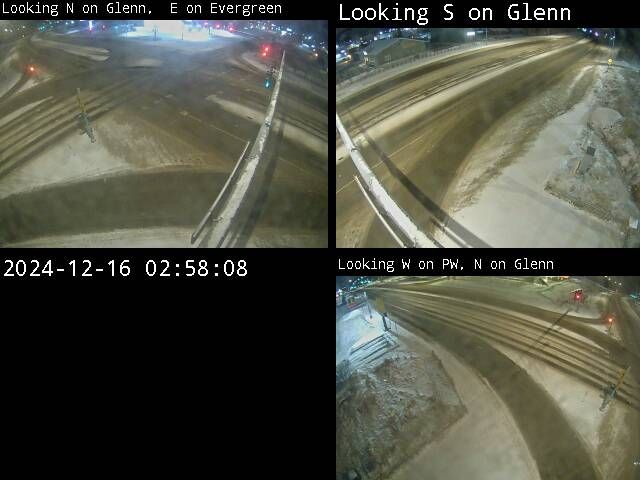 Looking N on Glenn, E on Evergreen
Looking S on Glenn
2024-12-16 02:58:08
Looking W on PW, N on Glenn